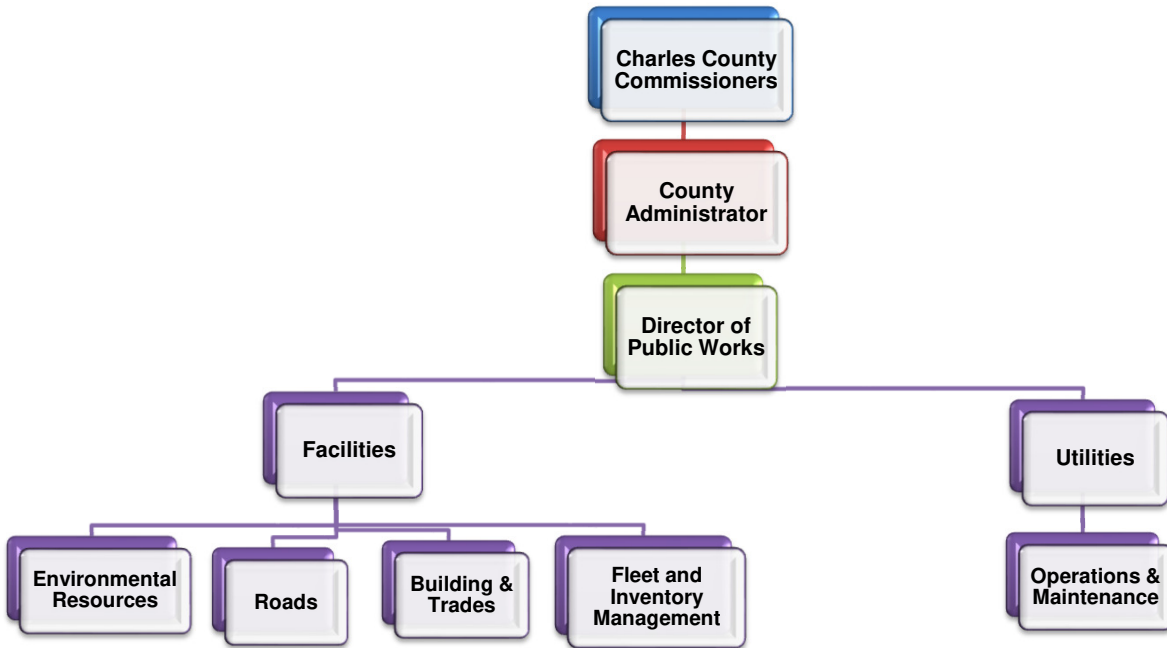 Charles County
Commissioners
County
Administrator
Director of
Public Works
Facilities
Utilities
Environmental
Resources
Roads
Building &
Trades
Fleet and
Inventory
Management
Operations &
Maintenance